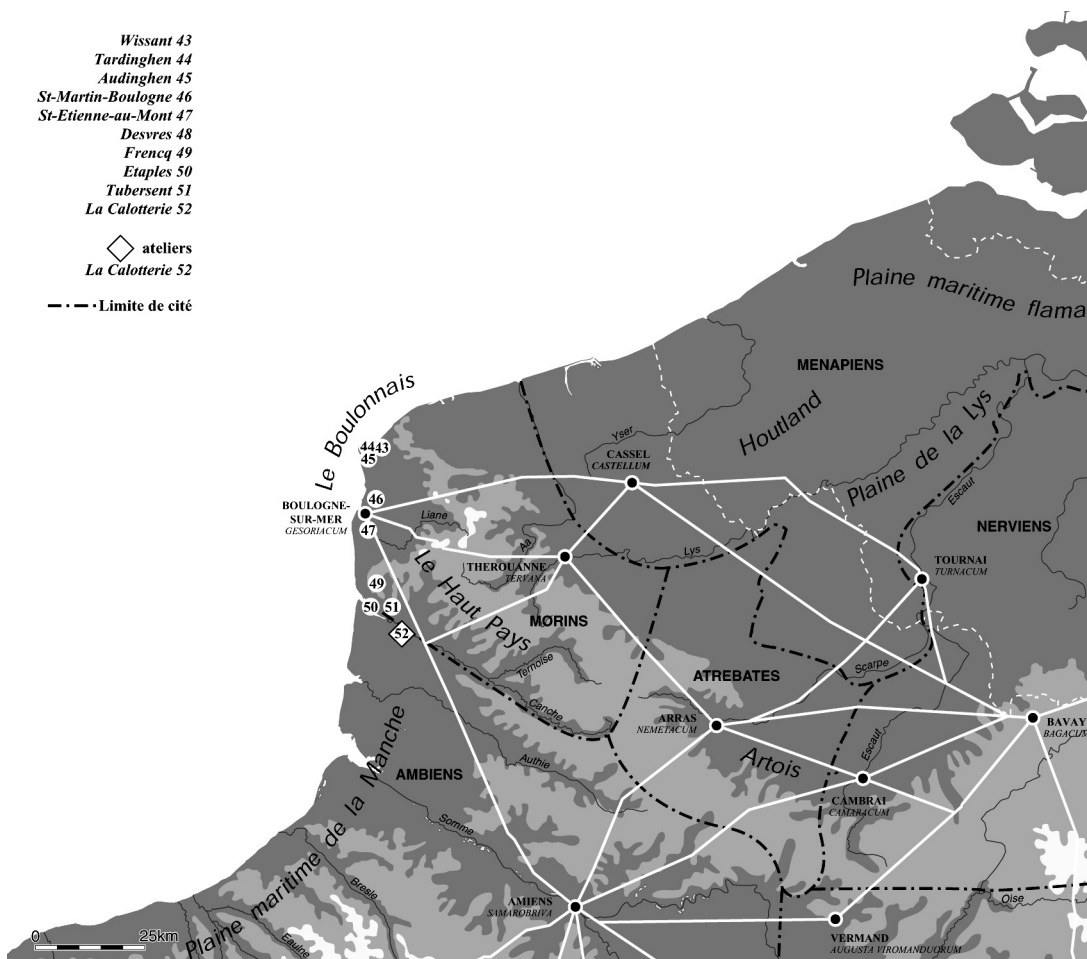 Wissant 43
Tardinghen 44
Audinghen 45
St-Martin-Boulogne 46
St-Etienne-au-Mont 47
Desvres 48
Frencq 49
Etaples 50
Tubersent 51
La Calotterie 52
ateliers
La Calotterie 52
Limite de cité
Plaine maritime flama
MENAPIENS
Le Boulonnais
Houtland
Plaine de la Lys
Yser
44 43
45
CASSEL
CASTELLUM
Escaut
46
BOULOGNE-
SUR-MER
GESORIACUM
Liane
47
NERVIENS
Aa
Lys
THEROUANNE
TERVANA
TOURNAI
TURNACUM
Le Haut Pays
49
50
51
52
MORINS
Ternoise
Scarpe
ATREBATES
Canche
ARRAS
NEMETACUM
BAVAY
BAGACUM
Escaut
Artois
Authie
AMBIENS
CAMBRAI
CAMARACUM
Somme
Plaine maritime de la Manche
Bresle
AMIENS
SAMAROBRIVA
Oise
VERMAND
AUGUSTA VIROMANDUORUM
Eaulne
0
25km